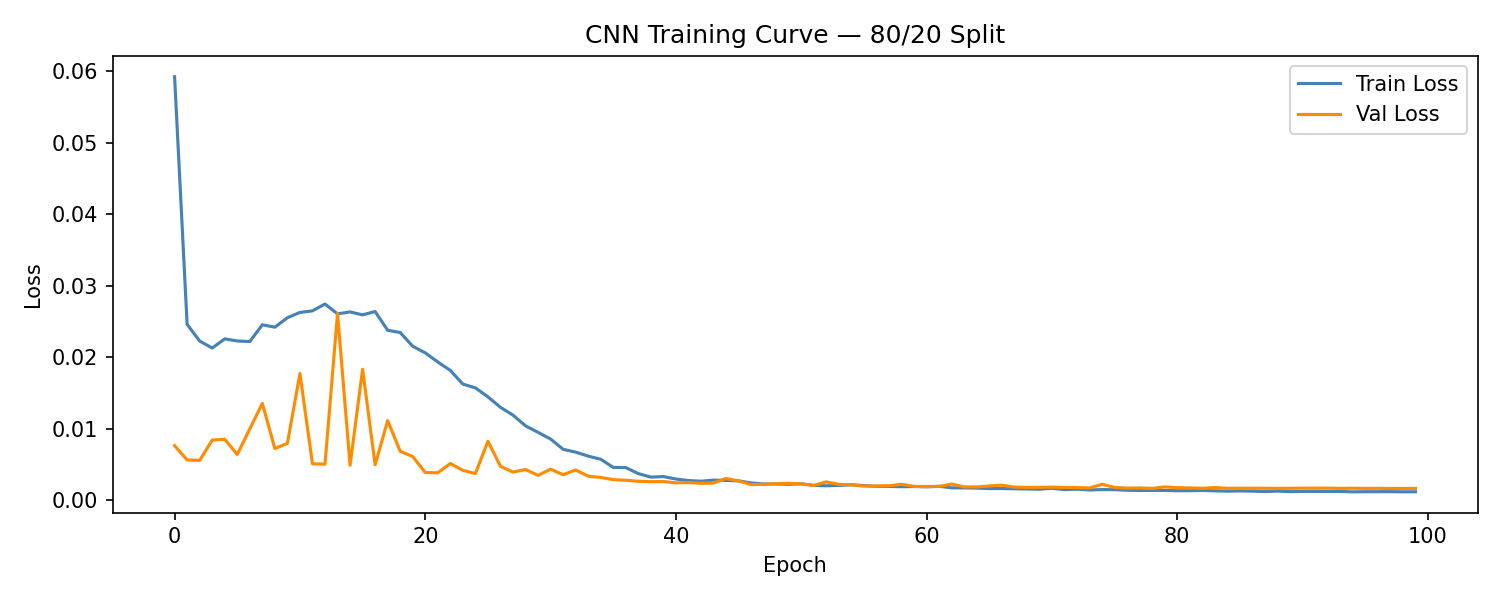 CNN Training Curve — 80/20 Split
Train Loss
Val Loss
Loss
0.06
0.05
0.04
0.03
0.02
0.01
0.00
0 20 40 60 80 100
Epoch